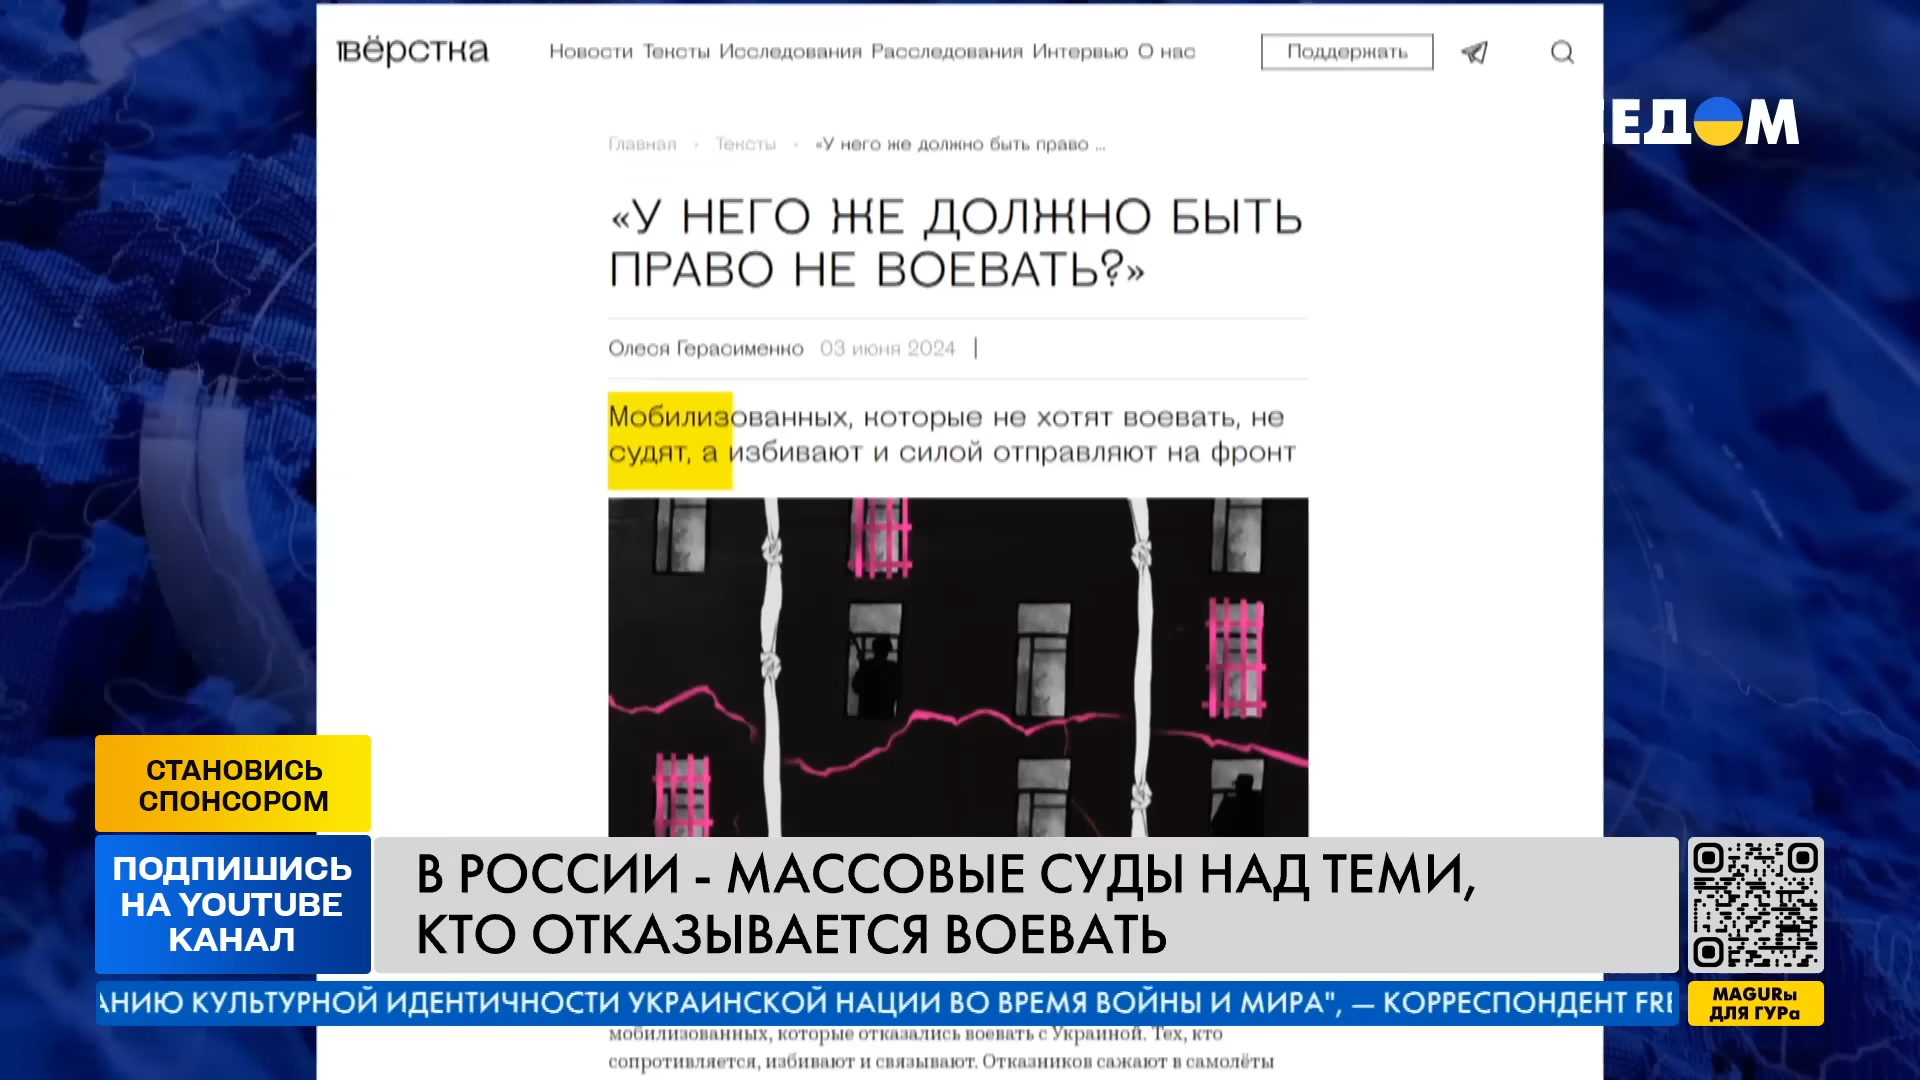 вёрстка
Новости Тексты Исследования Расследования Интервью О нас
Поддержать
ЕДОМ
Главная · Тексты · «У него же должно быть право ...
«У НЕГО ЖЕ ДОЛЖНО БЫТЬ
ПРАВО НЕ ВОЕВАТЬ?»
Олеся Герасименко 03 июня 2024
Мобилизованных, которые не хотят воевать, не
судят, а избивают и силой отправляют на фронт
СТАНОВИСЬ
СПОНСОРОМ
ПОДПИШИСЬ
НА YOUTUBE
КАНАЛ
В РОССИИ - МАССОВЫЕ СУДЫ НАД ТЕМИ,
КТО ОТКАЗЫВАЕТСЯ ВОЕВАТЬ
АНИЮ КУЛЬТУРНОЙ ИДЕНТИЧНОСТИ УКРАИНСКОЙ НАЦИИ ВО ВРЕМЯ ВОЙНЫ И МИРА", — КОРРЕСПОНДЕНТ FRE
MAGURы
ДЛЯ ГУРа
мобилизованных, которые отказались воевать с Украиной. Тех, кто
сопротивляется, избивают и связывают. Отказников сажают в самолёты